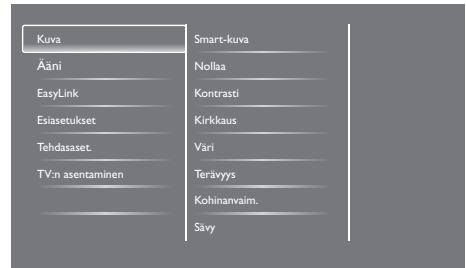 Kuva
Ääni
EasyLink
Esiasetukset
Tehdasaset.
TV:n asentaminen
Smart-kuva
Nollaa
Kontrasti
Kirkkaus
Väri
Terävyys
Kohinanvaim.
Sävy